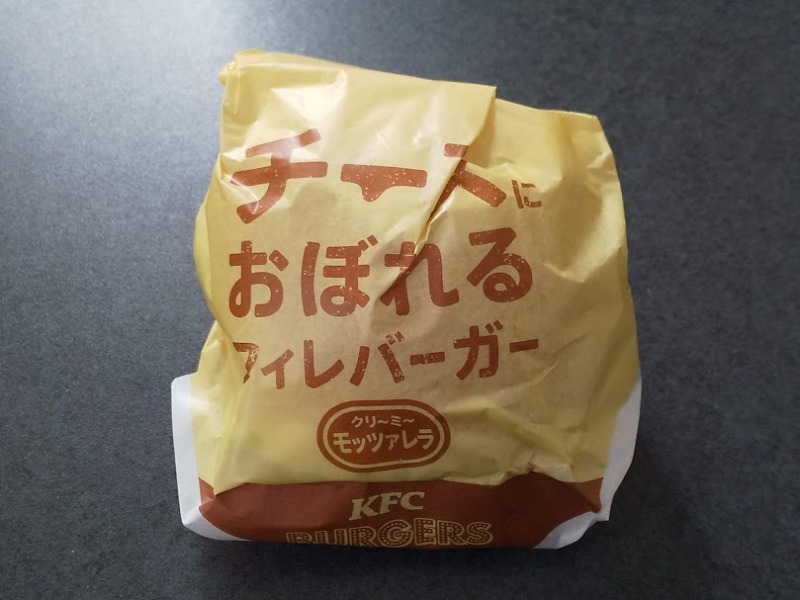 チーズに
おぼれる
フィレバーガー
クリ～ミ～
モッツァレラ
KFC
BURGERS